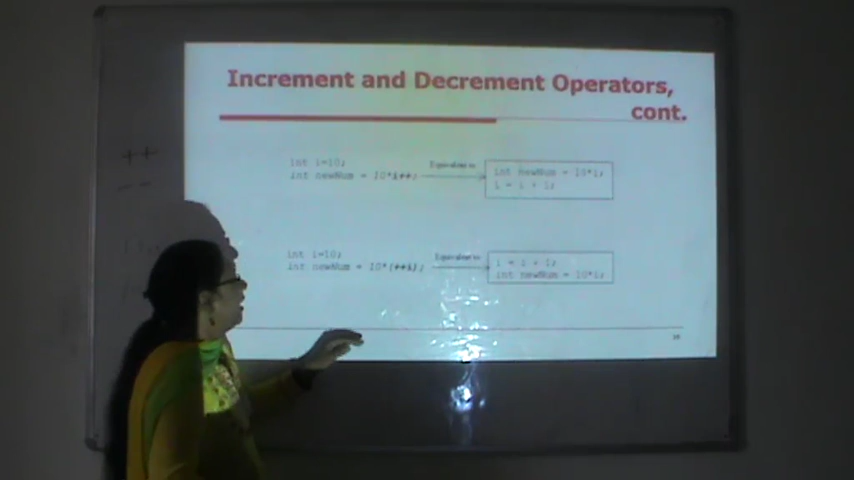 Increment and Decrement Operators,
cont.
++
--
int i=10;
int newNum = 10*i++;
Equivalent to
int newNum = 10*i;
i = i + 1;
int i=10;
int newNum = 10*(++i);
Equivalent to
i = i + 1;
int newNum = 10*i;